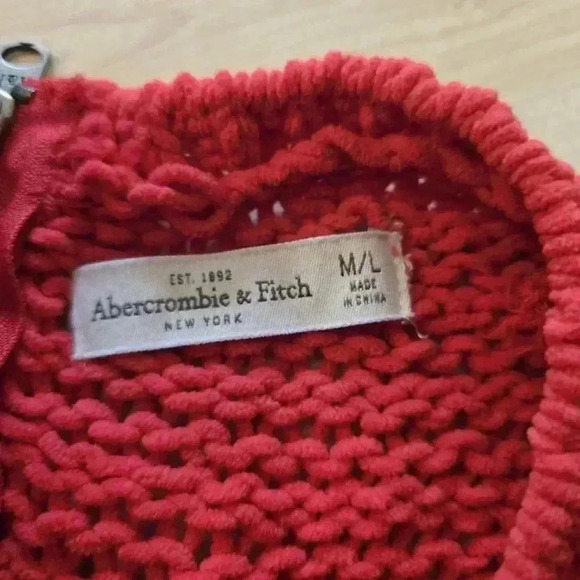 EST. 1892
Abercrombie & Fitch
NEW YORK
M/L
MADE
IN CHINA